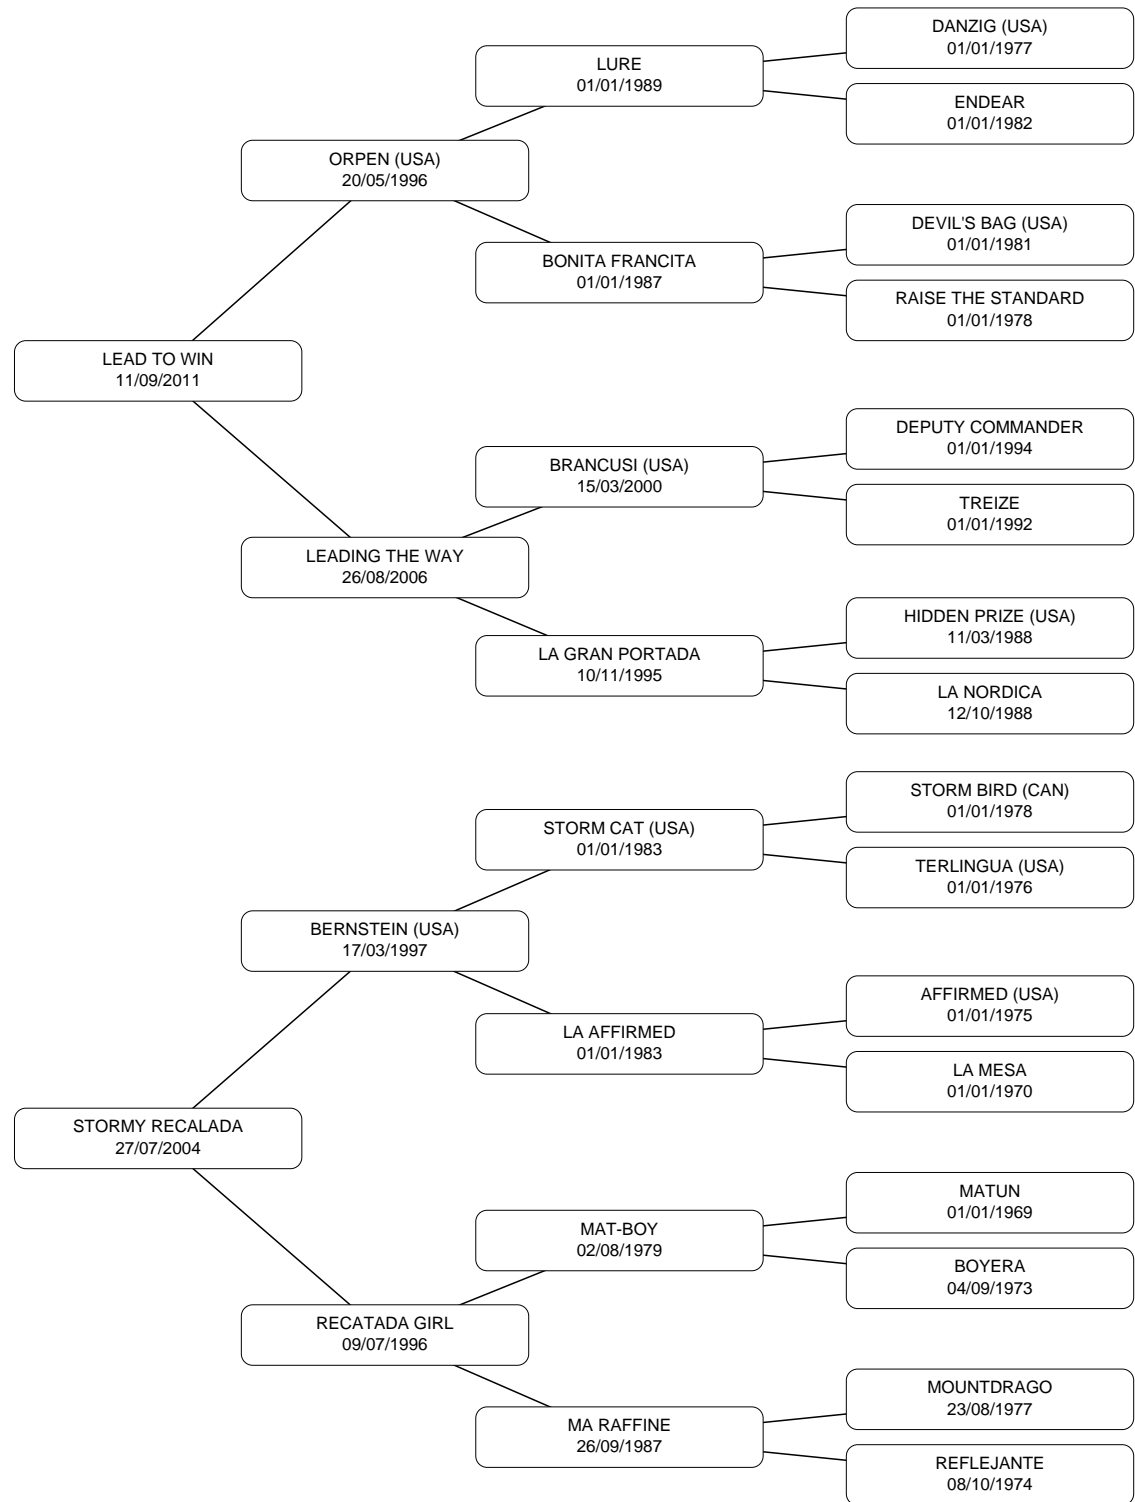 DANZIG (USA)
01/01/1977
LURE
01/01/1989
ENDEAR
01/01/1982
ORPEN (USA)
20/05/1996
DEVIL'S BAG (USA)
01/01/1981
BONITA FRANCITA
01/01/1987
RAISE THE STANDARD
01/01/1978
LEAD TO WIN
11/09/2011
DEPUTY COMMANDER
01/01/1994
BRANCUSI (USA)
15/03/2000
TREIZE
01/01/1992
LEADING THE WAY
26/08/2006
HIDDEN PRIZE (USA)
11/03/1988
LA GRAN PORTADA
10/11/1995
LA NORDICA
12/10/1988
STORM BIRD (CAN)
01/01/1978
STORM CAT (USA)
01/01/1983
TERLINGUA (USA)
01/01/1976
BERNSTEIN (USA)
17/03/1997
AFFIRMED (USA)
01/01/1975
LA AFFIRMED
01/01/1983
LA MESA
01/01/1970
STORMY RECALADA
27/07/2004
MATUN
01/01/1969
MAT-BOY
02/08/1979
BOYERA
04/09/1973
RECATADA GIRL
09/07/1996
MOUNTDRAGO
23/08/1977
MA RAFFINE
26/09/1987
REFLEJANTE
08/10/1974